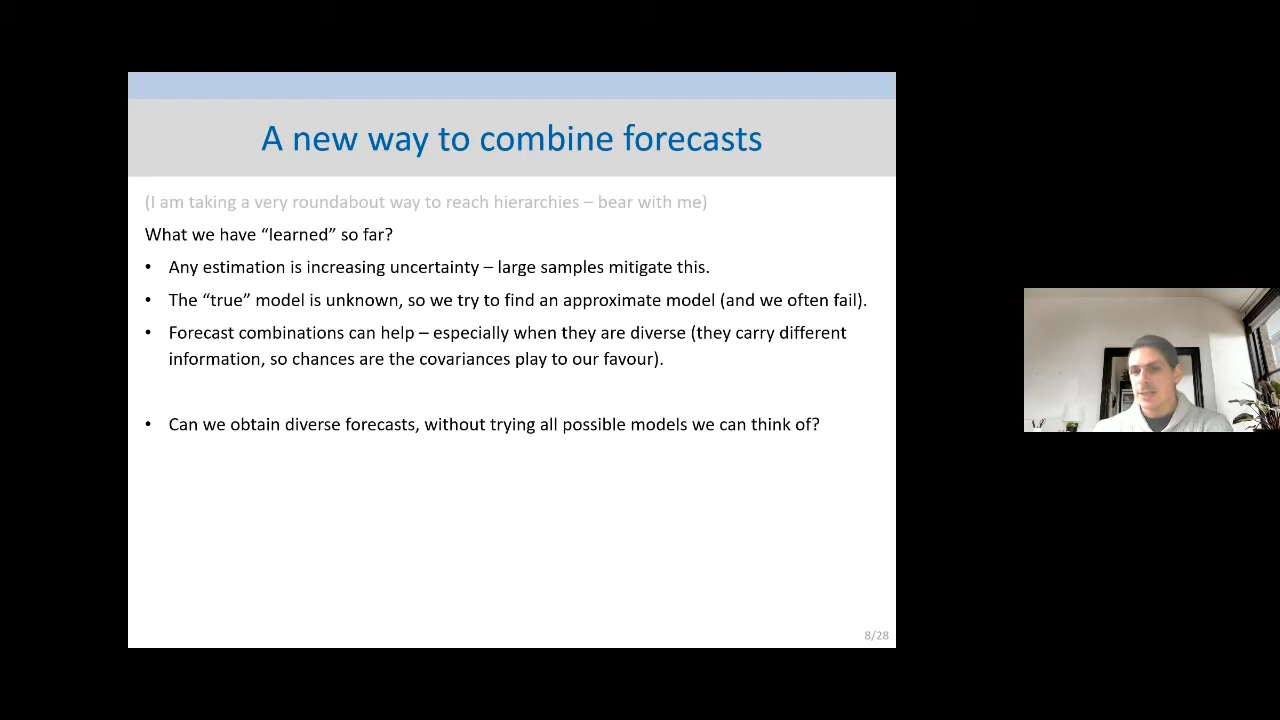 A new way to combine forecasts
(I am taking a very roundabout way to reach hierarchies – bear with me)
What we have “learned” so far?
• Any estimation is increasing uncertainty – large samples mitigate this.
• The “true” model is unknown, so we try to find an approximate model (and we often fail).
• Forecast combinations can help – especially when they are diverse (they carry different
information, so chances are the covariances play to our favour).
• Can we obtain diverse forecasts, without trying all possible models we can think of?
8/28